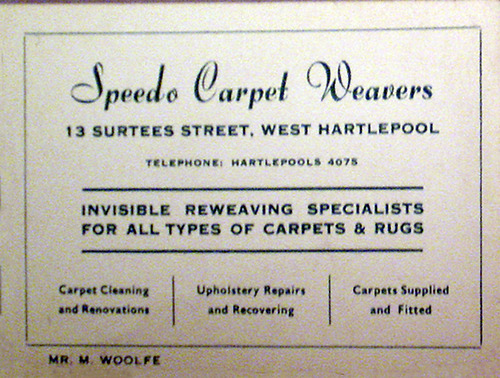 Speedo Carpet Weavers
13 SURTEES STREET, WEST HARTLEPOOL
TELEPHONE: HARTLEPOOLS 4075
INVISIBLE REWEAVING SPECIALISTS
FOR ALL TYPES OF CARPETS & RUGS
Carpet Cleaning
and Renovations
Upholstery Repairs
and Recovering
Carpets Supplied
and Fitted
MR. M. WOOLFE